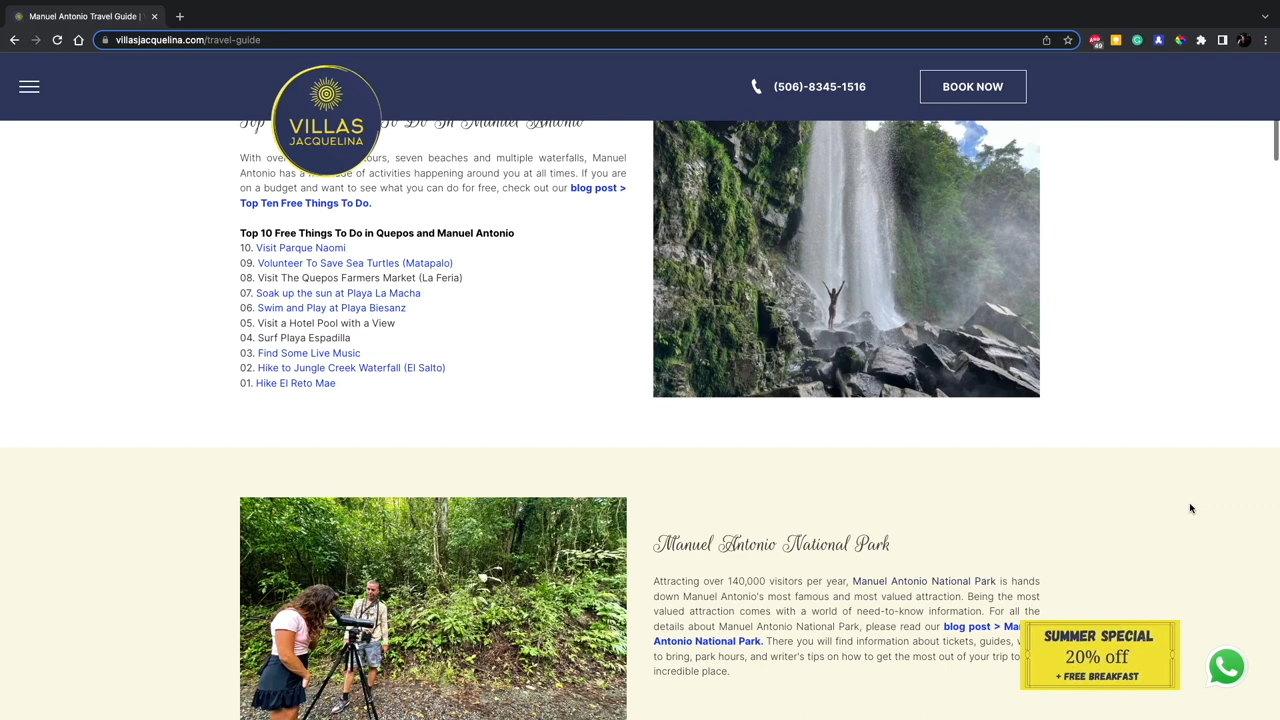 Manuel Antonio Travel Guide |
villasjacquelina.com/travel-guide
49
VILLAS
JACQUELINA
(506)-8345-1516
BOOK NOW
Top To Do In Manuel Antonio
With over tours, seven beaches and multiple waterfalls, Manuel
Antonio has a of activities happening around you at all times. If you are
on a budget and want to see what you can do for free, check out our blog post >
Top Ten Free Things To Do.
Top 10 Free Things To Do in Quepos and Manuel Antonio
10. Visit Parque Naomi
09. Volunteer To Save Sea Turtles (Matapalo)
08. Visit The Quepos Farmers Market (La Feria)
07. Soak up the sun at Playa La Macha
06. Swim and Play at Playa Biesanz
05. Visit a Hotel Pool with a View
04. Surf Playa Espadilla
03. Find Some Live Music
02. Hike to Jungle Creek Waterfall (El Salto)
01. Hike El Reto Mae
Manuel Antonio National Park
Attracting over 140,000 visitors per year, Manuel Antonio National Park is hands
down Manuel Antonio's most famous and most valued attraction. Being the most
valued attraction comes with a world of need-to-know information. For all the
details about Manuel Antonio National Park, please read our blog post >
Antonio National Park. There you will find information about tickets, guides,
to bring, park hours, and writer's tips on how to get the most out of your trip to
incredible place.
SUMMER SPECIAL
20% off
+ FREE BREAKFAST